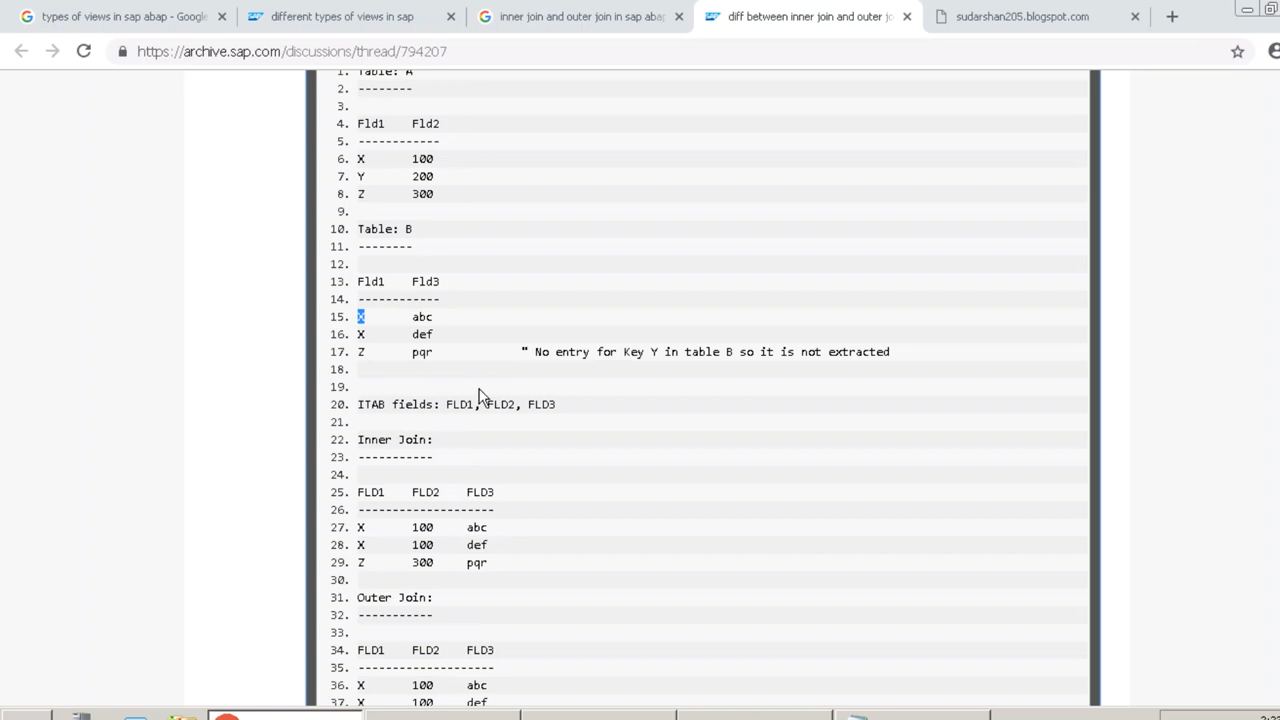 types of views in sap abap - Google
different types of views in sap
inner join and outer join in sap abap
diff between inner join and outer jo
sudarshan205.blogspot.com
https://archive.sap.com/discussions/thread/794207
1. Table: A
2. --------
3.
4. Fld1 Fld2
5. ------------
6. X 100
7. Y 200
8. Z 300
9.
10. Table: B
11. --------
12.
13. Fld1 Fld3
14. ------------
15. X abc
16. X def
17. Z pqr " No entry for Key Y in table B so it is not extracted
18.
19.
20. ITAB fields: FLD1, FLD2, FLD3
21.
22. Inner Join:
23. -----------
24.
25. FLD1 FLD2 FLD3
26. --------------------
27. X 100 abc
28. X 100 def
29. Z 300 pqr
30.
31. Outer Join:
32. -----------
33.
34. FLD1 FLD2 FLD3
35. --------------------
36. X 100 abc
37. X 100 def